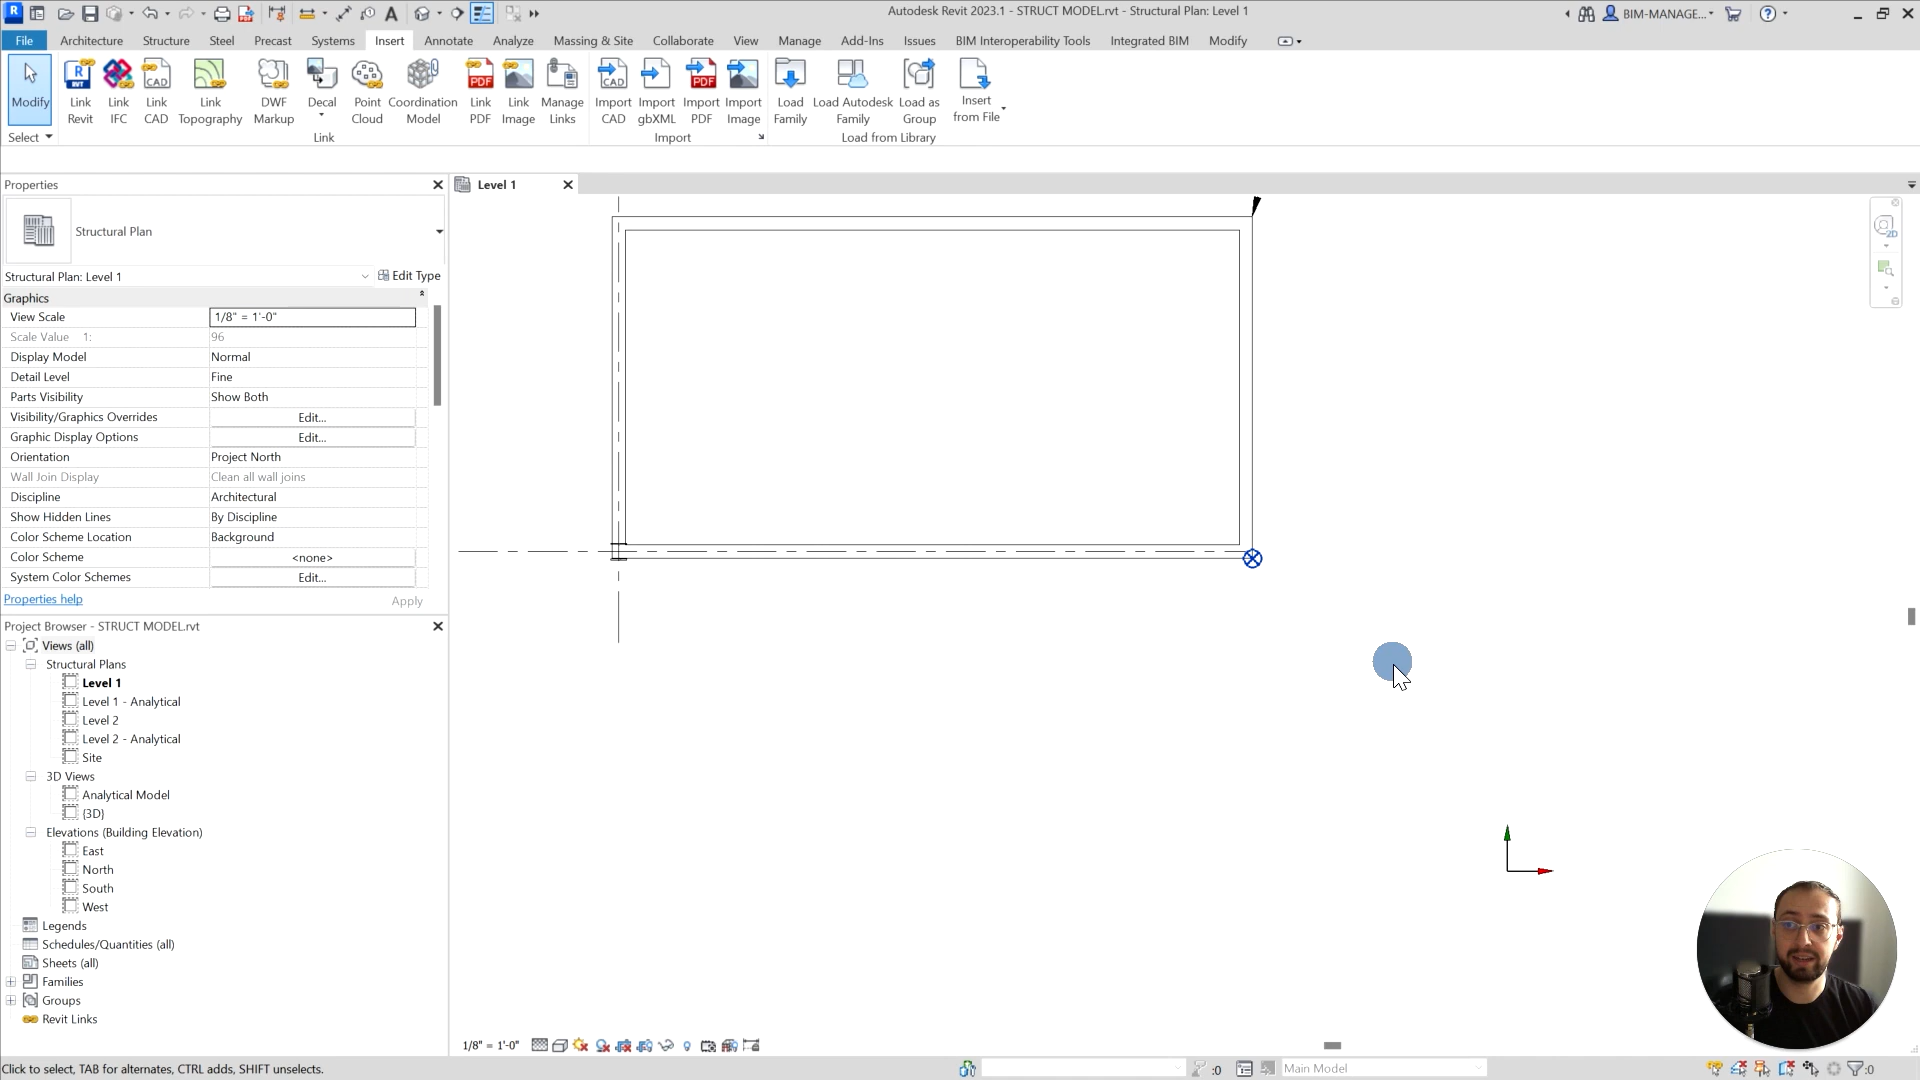 Autodesk Revit 2023.1 - STRUCT MODEL.rvt - Structural Plan: Level 1
BIM-MANAGE...
File Architecture Structure Steel Precast Systems Insert Annotate Analyze Massing & Site Collaborate View Manage Add-Ins Issues BIM Interoperability Tools Integrated BIM Modify
Modify
Link Revit
Link IFC
Link CAD
Link Topography
DWF Markup
Decal
Point Cloud
Coordination Model
Link PDF
Link Image
Manage Links
Import CAD
Import gbXML
Import PDF
Import Image
Load Family
Load Autodesk Family
Load as Group
Insert from File
Select
Link
Import
Load from Library
Properties
Level 1
Structural Plan
Structural Plan: Level 1
Edit Type
Graphics
View Scale 1/8" = 1'-0"
Scale Value 1: 96
Display Model Normal
Detail Level Fine
Parts Visibility Show Both
Visibility/Graphics Overrides Edit...
Graphic Display Options Edit...
Orientation Project North
Wall Join Display Clean all wall joins
Discipline Architectural
Show Hidden Lines By Discipline
Color Scheme Location Background
Color Scheme <none>
System Color Schemes Edit...
Properties help
Apply
Project Browser - STRUCT MODEL.rvt
Views (all)
Structural Plans
Level 1
Level 1 - Analytical
Level 2
Level 2 - Analytical
Site
3D Views
Analytical Model
{3D}
Elevations (Building Elevation)
East
North
South
West
Legends
Schedules/Quantities (all)
Sheets (all)
Families
Groups
Revit Links
1/8" = 1'-0"
Click to select, TAB for alternates, CTRL adds, SHIFT unselects.
:0
Main Model
:0